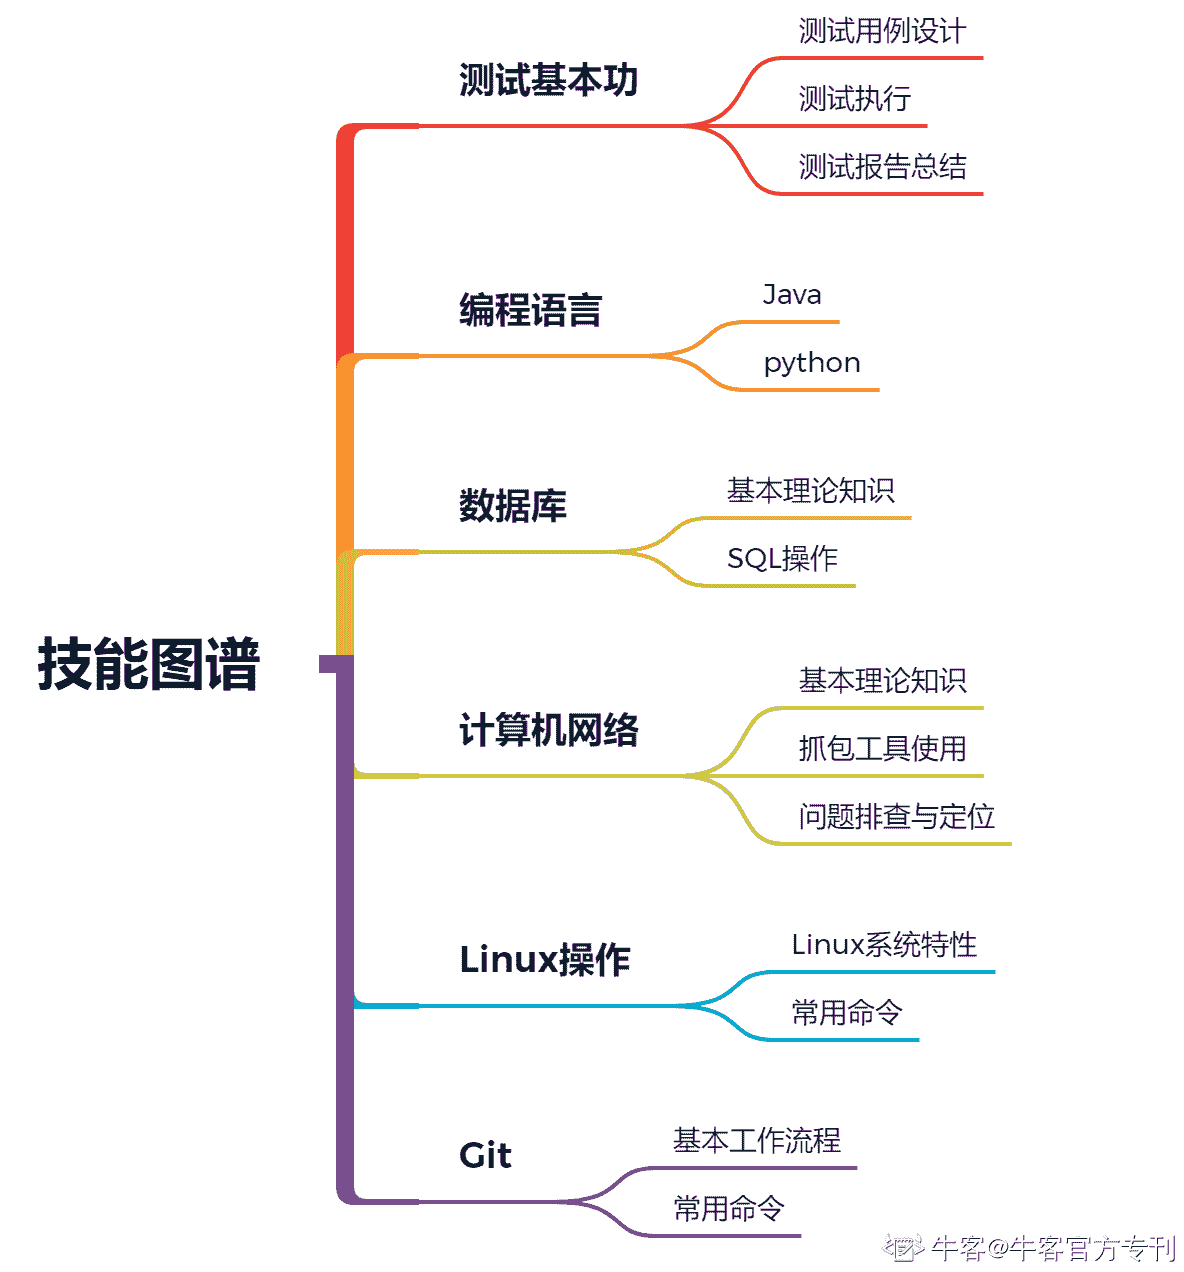 技能图谱
测试基本功
测试用例设计
测试执行
测试报告总结
编程语言
Java
python
数据库
基本理论知识
SQL操作
计算机网络
基本理论知识
抓包工具使用
问题排查与定位
Linux操作
Linux系统特性
常用命令
Git
基本工作流程
常用命令
牛客@牛客官方专刊